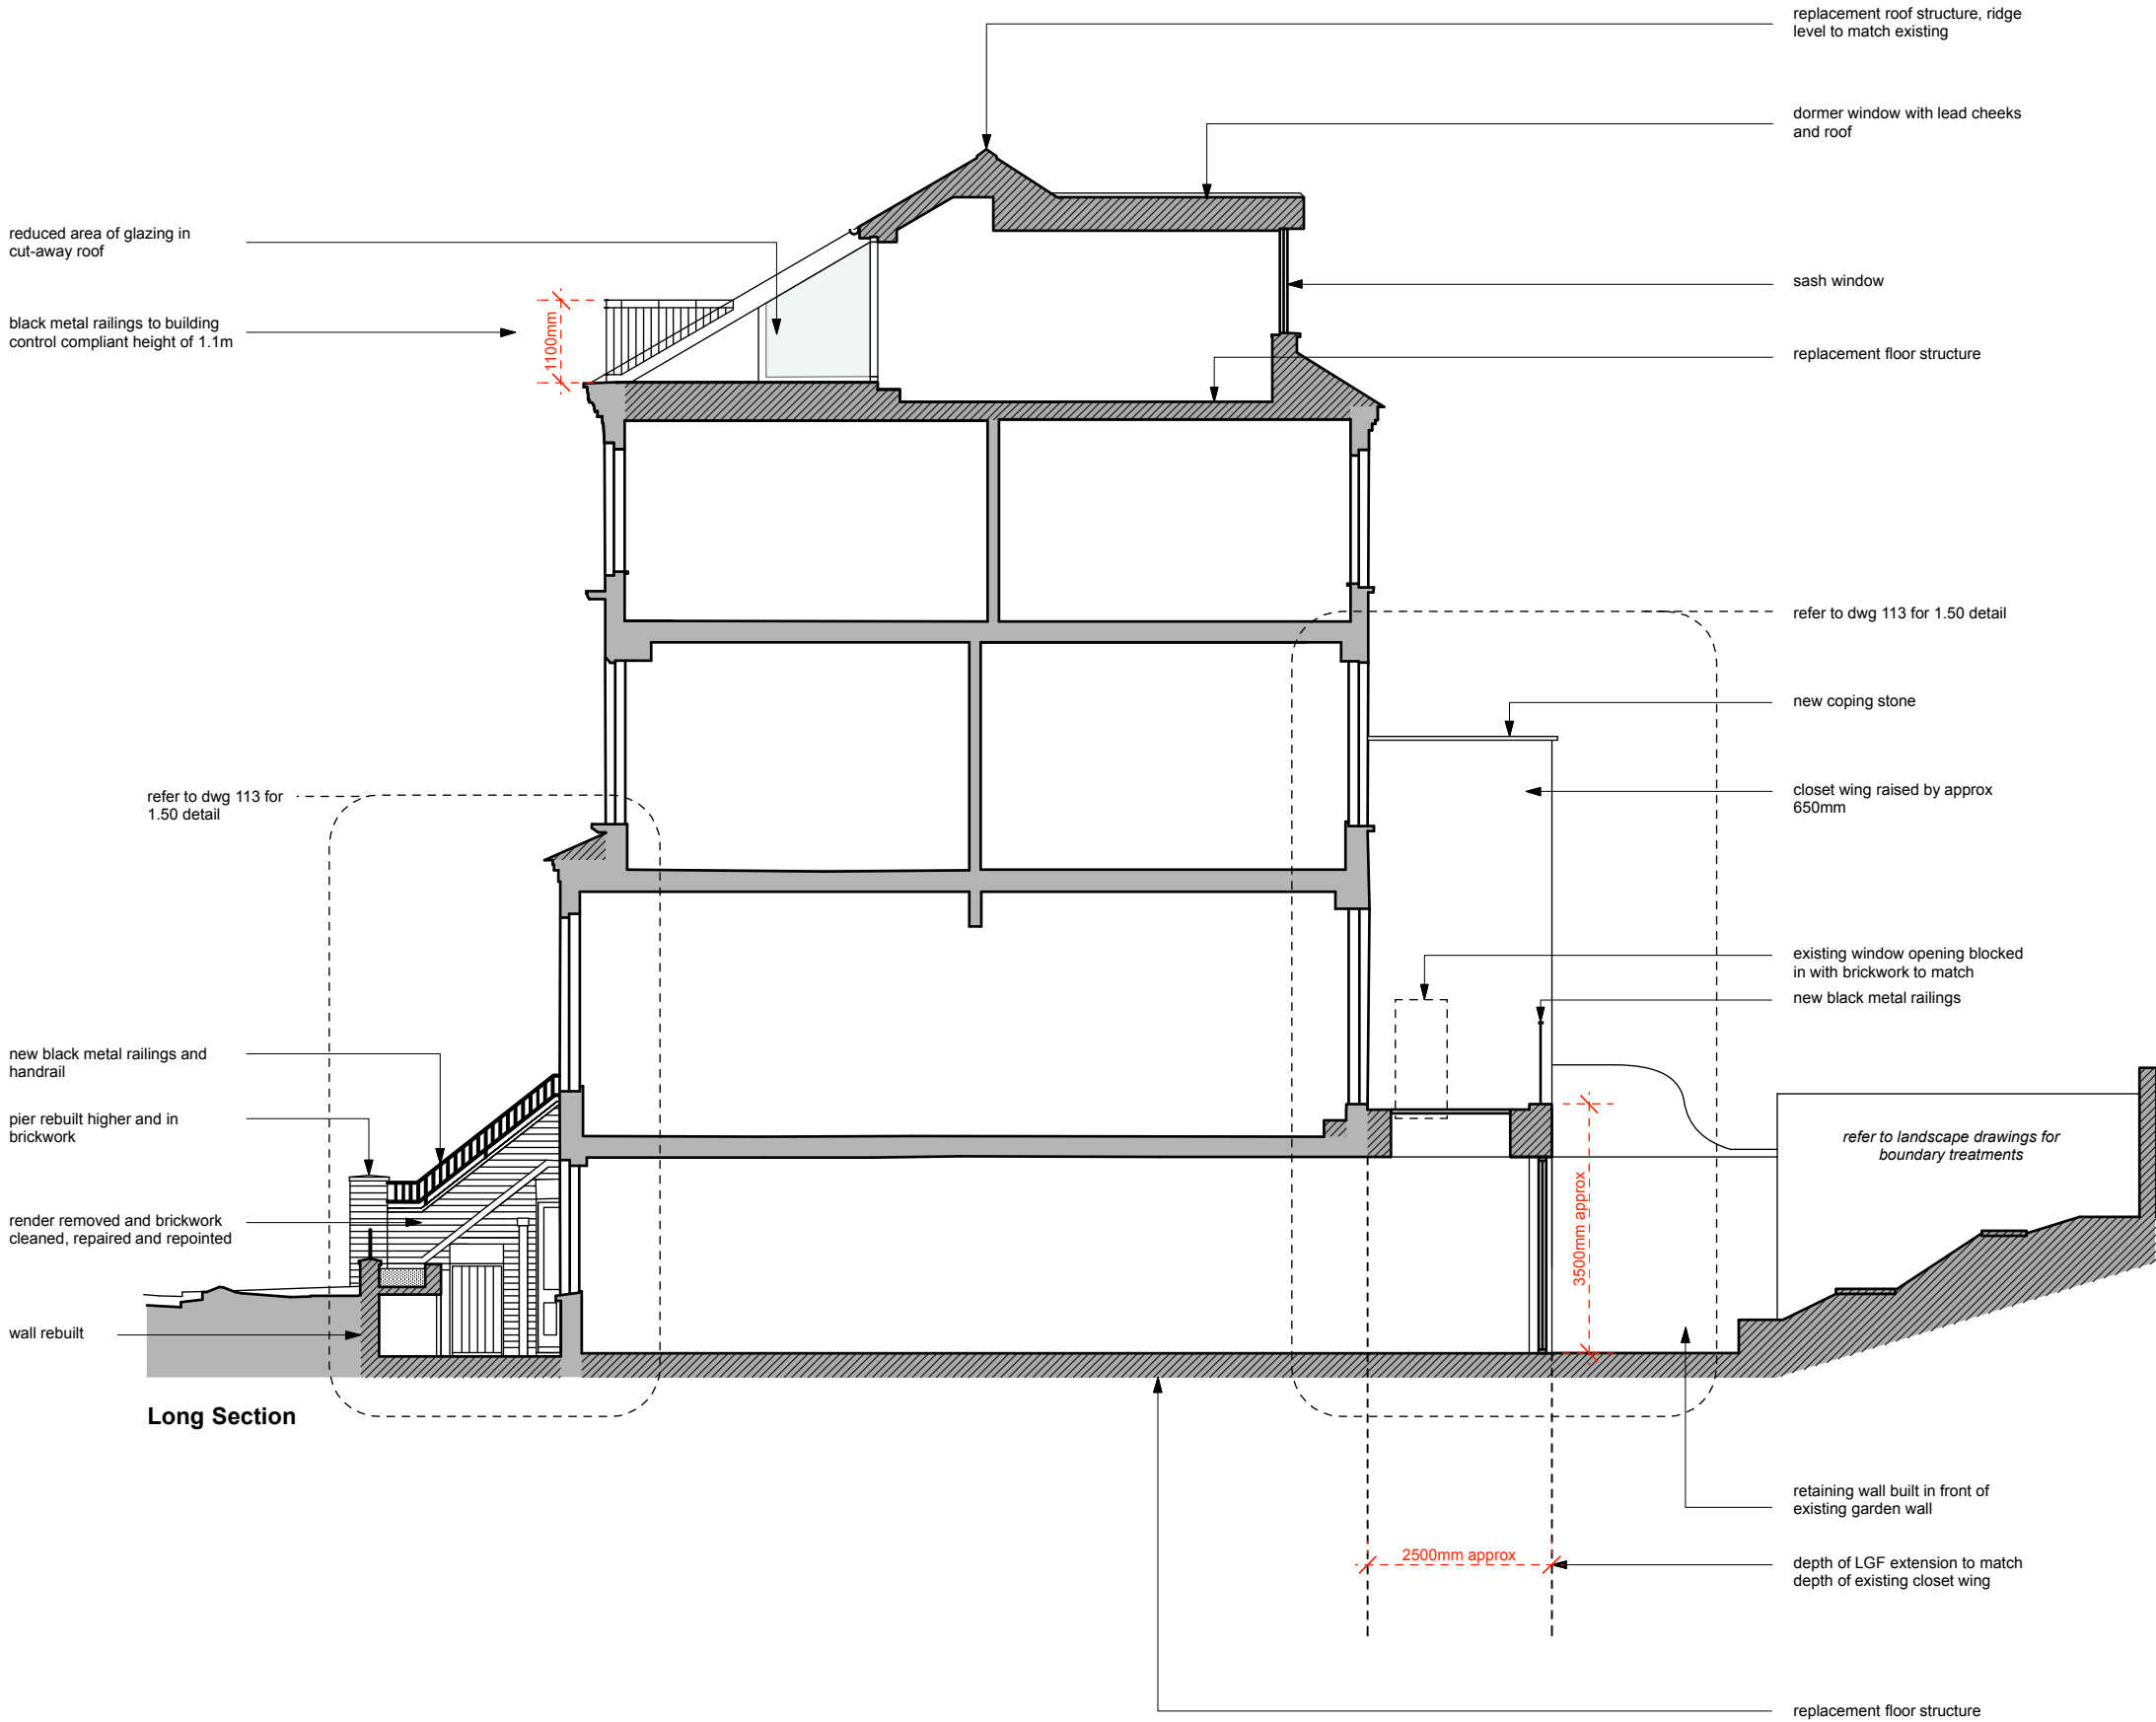 replacement roof structure, ridge
level to match existing
dormer window with lead cheeks
and roof
reduced area of glazing in
cut-away roof
sash window
black metal railings to building
control compliant height of 1.1m
1100mm
replacement floor structure
refer to dwg 113 for 1.50 detail
new coping stone
refer to dwg 113 for
1.50 detail
closet wing raised by approx
650mm
existing window opening blocked
in with brickwork to match
new black metal railings
new black metal railings and
handrail
pier rebuilt higher and in
brickwork
refer to landscape drawings for
boundary treatments
render removed and brickwork
cleaned, repaired and repointed
3500mm approx
wall rebuilt
Long Section
retaining wall built in front of
existing garden wall
2500mm approx
depth of LGF extension to match
depth of existing closet wing
replacement floor structure